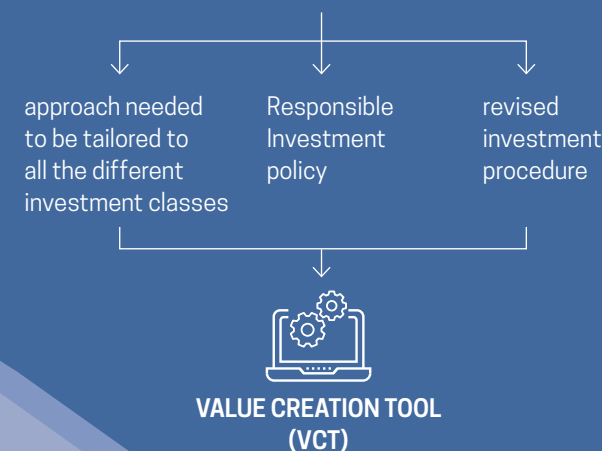 approach needed
to be tailored to
all the different
investment classes
Responsible
Investment
policy
revised
investment
procedure
VALUE CREATION TOOL
(VCT)